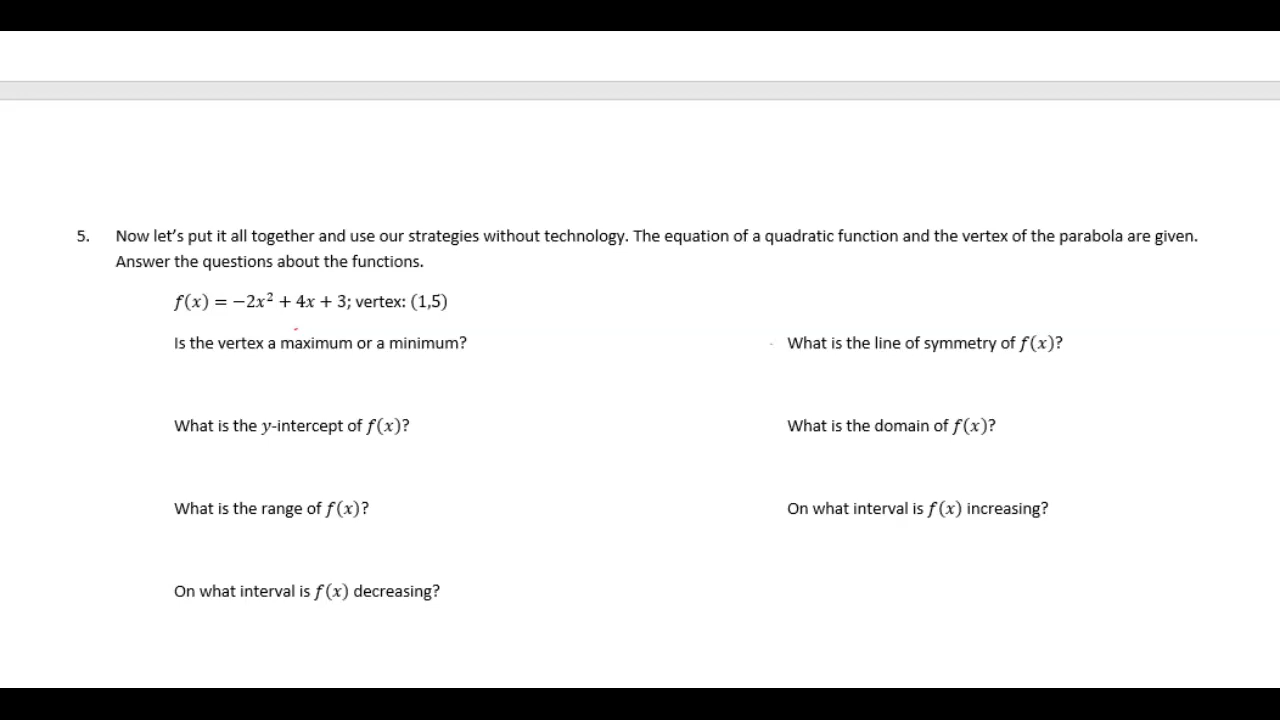 5. Now let's put it all together and use our strategies without technology. The equation of a quadratic function and the vertex of the parabola are given.
Answer the questions about the functions.
f(x) = −2x² + 4x + 3; vertex: (1,5)
Is the vertex a maximum or a minimum?
What is the line of symmetry of f(x)?
What is the y-intercept of f(x)?
What is the domain of f(x)?
What is the range of f(x)?
On what interval is f(x) increasing?
On what interval is f(x) decreasing?